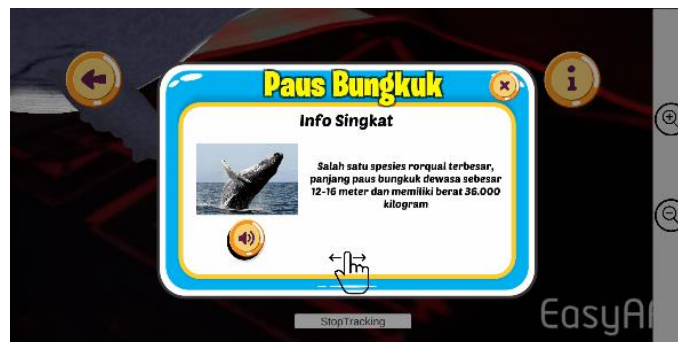 Paus Bungkuk
Info Singkat
Salah satu spesies rorqual terbesar,
panjang paus bungkuk dewasa sebesar
12-16 meter dan memiliki berat 36.000
kilogram
StopTracking
EasyAR